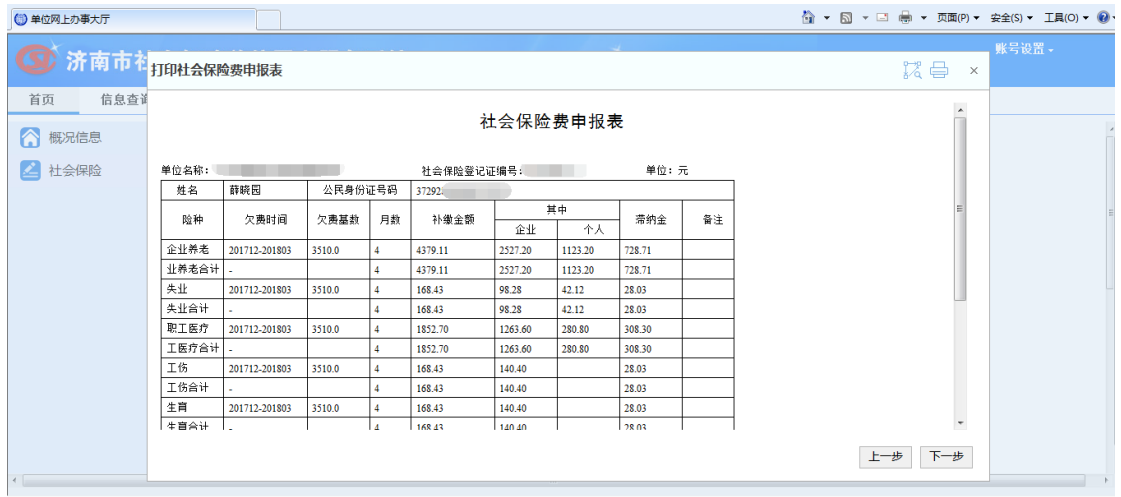 单位网上办事大厅
页面(P) 安全(S) 工具(O)
济南市社
账号设置
打印社会保险费申报表
首页 信息查询
概况信息
社会保险
社会保险费申报表
单位名称: 社会保险登记证编号: 单位: 元
姓名 薛晓园 公民身份证号码 37292
险种 欠费时间 欠费基数 月数 补缴金额 其中 滞纳金 备注
企业 个人
企业养老 201712-201803 3510.0 4 4379.11 2527.20 1123.20 728.71
业养老合计 - 4 4379.11 2527.20 1123.20 728.71
失业 201712-201803 3510.0 4 168.43 98.28 42.12 28.03
失业合计 - 4 168.43 98.28 42.12 28.03
职工医疗 201712-201803 3510.0 4 1852.70 1263.60 280.80 308.30
工医疗合计 - 4 1852.70 1263.60 280.80 308.30
工伤 201712-201803 3510.0 4 168.43 140.40 28.03
工伤合计 - 4 168.43 140.40 28.03
生育 201712-201803 3510.0 4 168.43 140.40 28.03
生育合计 - 4 168.43 140.40 28.03
上一步 下一步